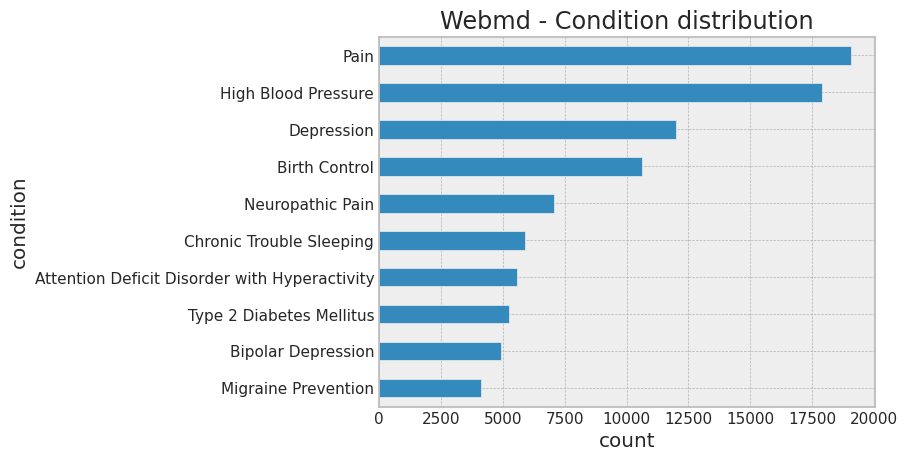 Webmd - Condition distribution
condition
Pain
High Blood Pressure
Depression
Birth Control
Neuropathic Pain
Chronic Trouble Sleeping
Attention Deficit Disorder with Hyperactivity
Type 2 Diabetes Mellitus
Bipolar Depression
Migraine Prevention
0 2500 5000 7500 10000 12500 15000 17500 20000
count